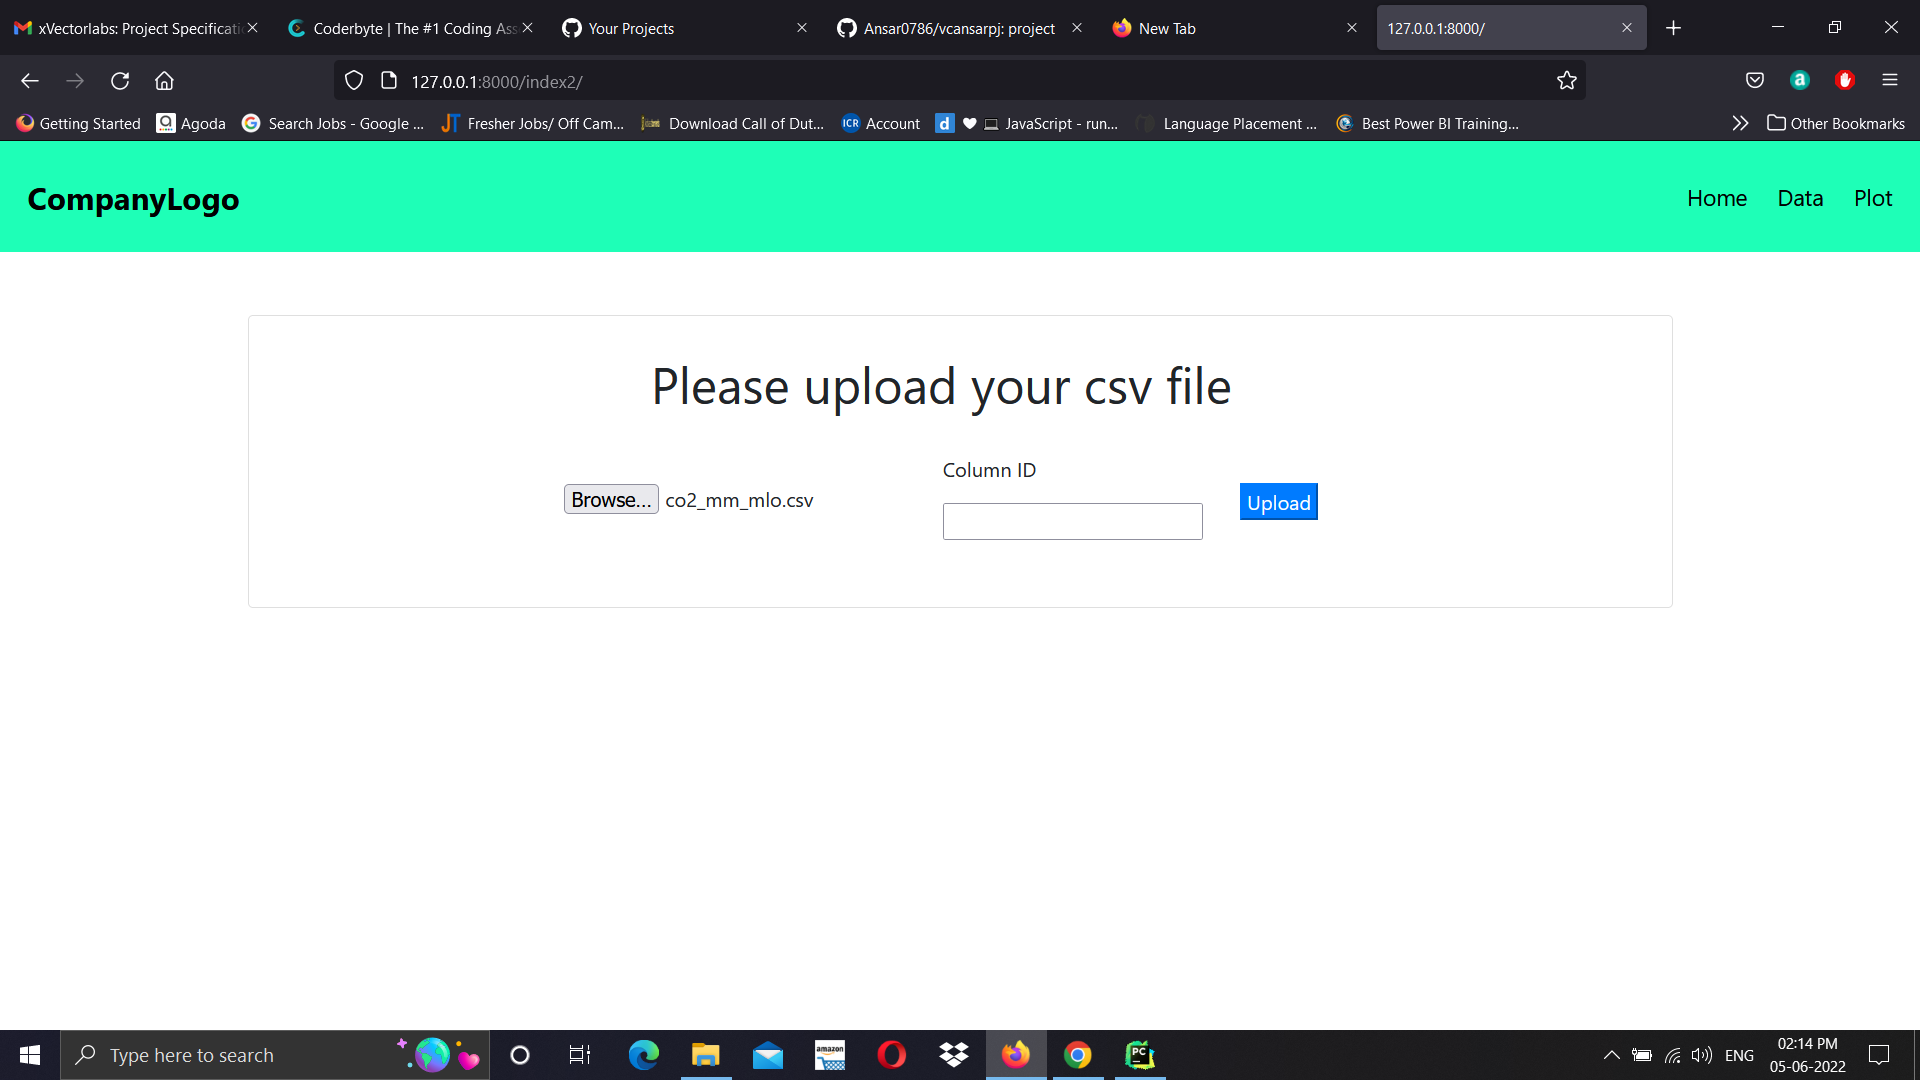 xVectorlabs: Project Specificati
Coderbyte | The #1 Coding Ass
Your Projects
Ansar0786/vcansarpj: project
New Tab
127.0.0.1:8000/
127.0.0.1:8000/index2/
Getting Started
Agoda
Search Jobs - Google ...
Fresher Jobs/ Off Cam...
Download Call of Dut...
ICR Account
d JavaScript - run...
Language Placement ...
Best Power BI Training...
Other Bookmarks
CompanyLogo
Home Data Plot
Please upload your csv file
Column ID
Browse... co2_mm_mlo.csv
Upload
Type here to search
amazon
PC
ENG
02:14 PM
05-06-2022